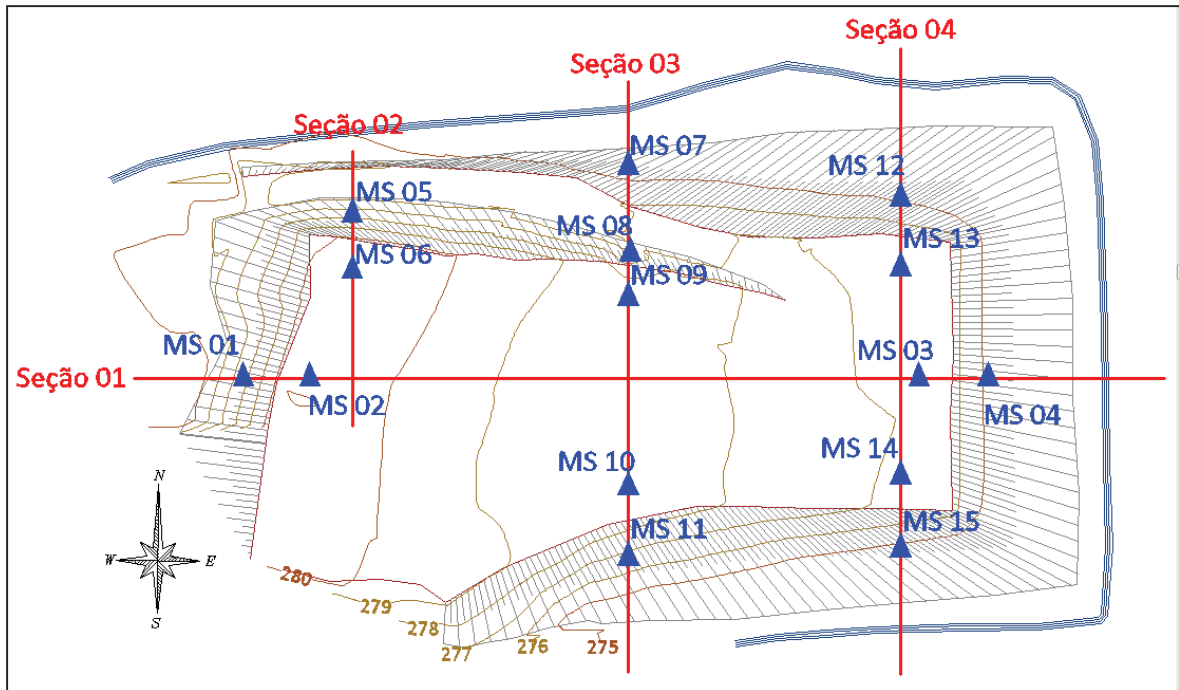 Seção 04
Seção 03
Seção 02
MS 07
MS 12
MS 05
MS 08
MS 13
MS 06
MS 09
MS 01
MS 03
Seção 01
MS 02
MS 04
MS 14
MS 10
MS 11
MS 15
N
W
E
S
280
279
278
277
276
275